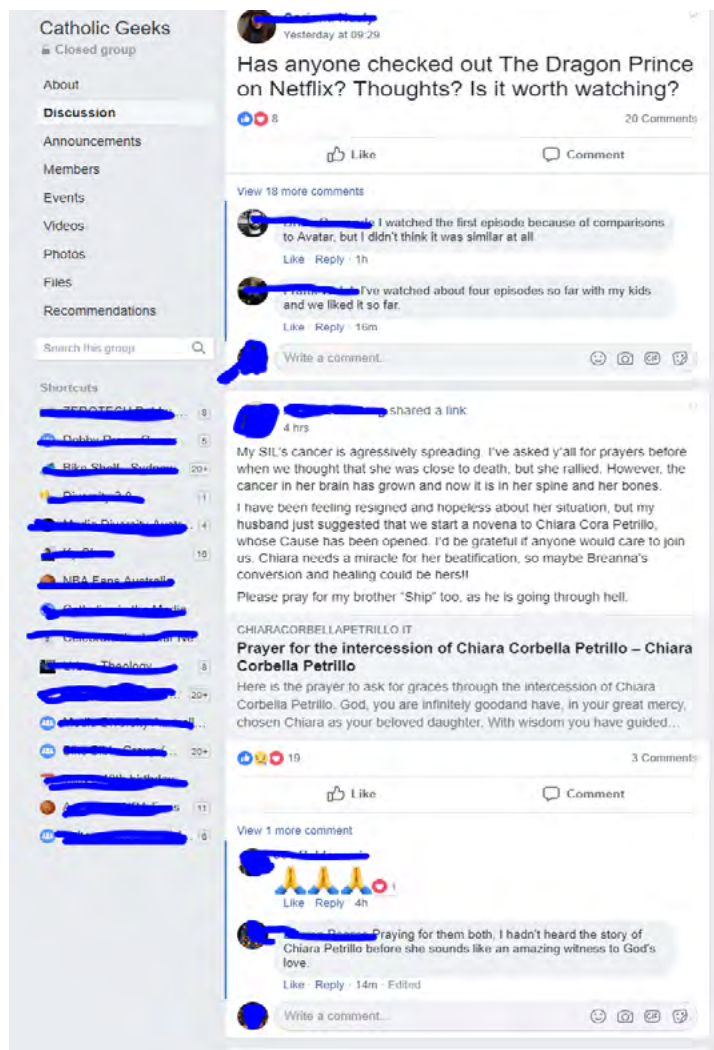 Catholic Geeks
Closed group
About
Discussion
Announcements
Members
Events
Videos
Photos
Files
Recommendations
Search this group
Shortcuts
8
5
20+
1
4
10
NBA Fans Australia
Theology
8
20+
20+
11
6
Yesterday at 09:29
Has anyone checked out The Dragon Prince
on Netflix? Thoughts? Is it worth watching?
8
20 Comments
Like
Comment
View 18 more comments
I watched the first episode because of comparisons
to Avatar, but I didn't think it was similar at all
Like · Reply · 1h
I've watched about four episodes so far with my kids
and we liked it so far.
Like · Reply · 16m
Write a comment...
GIF
shared a link
4 hrs
My SIL's cancer is agressively spreading. I've asked y'all for prayers before
when we thought that she was close to death, but she rallied. However, the
cancer in her brain has grown and now it is in her spine and her bones.
I have been feeling resigned and hopeless about her situation, but my
husband just suggested that we start a novena to Chiara Cora Petrillo,
whose Cause has been opened. I'd be grateful if anyone would care to join
us. Chiara needs a miracle for her beatification, so maybe Breanna's
conversion and healing could be hers!!
Please pray for my brother "Ship" too, as he is going through hell.
CHIARACORBELLAPETRILLO.IT
Prayer for the intercession of Chiara Corbella Petrillo – Chiara
Corbella Petrillo
Here is the prayer to ask for graces through the intercession of Chiara
Corbella Petrillo. God, you are infinitely goodand have, in your great mercy,
chosen Chiara as your beloved daughter. With wisdom you have guided...
19
3 Comments
Like
Comment
View 1 more comment
1
Like · Reply · 4h
Praying for them both, I hadn't heard the story of
Chiara Petrillo before she sounds like an amazing witness to God's
love.
Like · Reply · 14m · Edited
Write a comment...
GIF